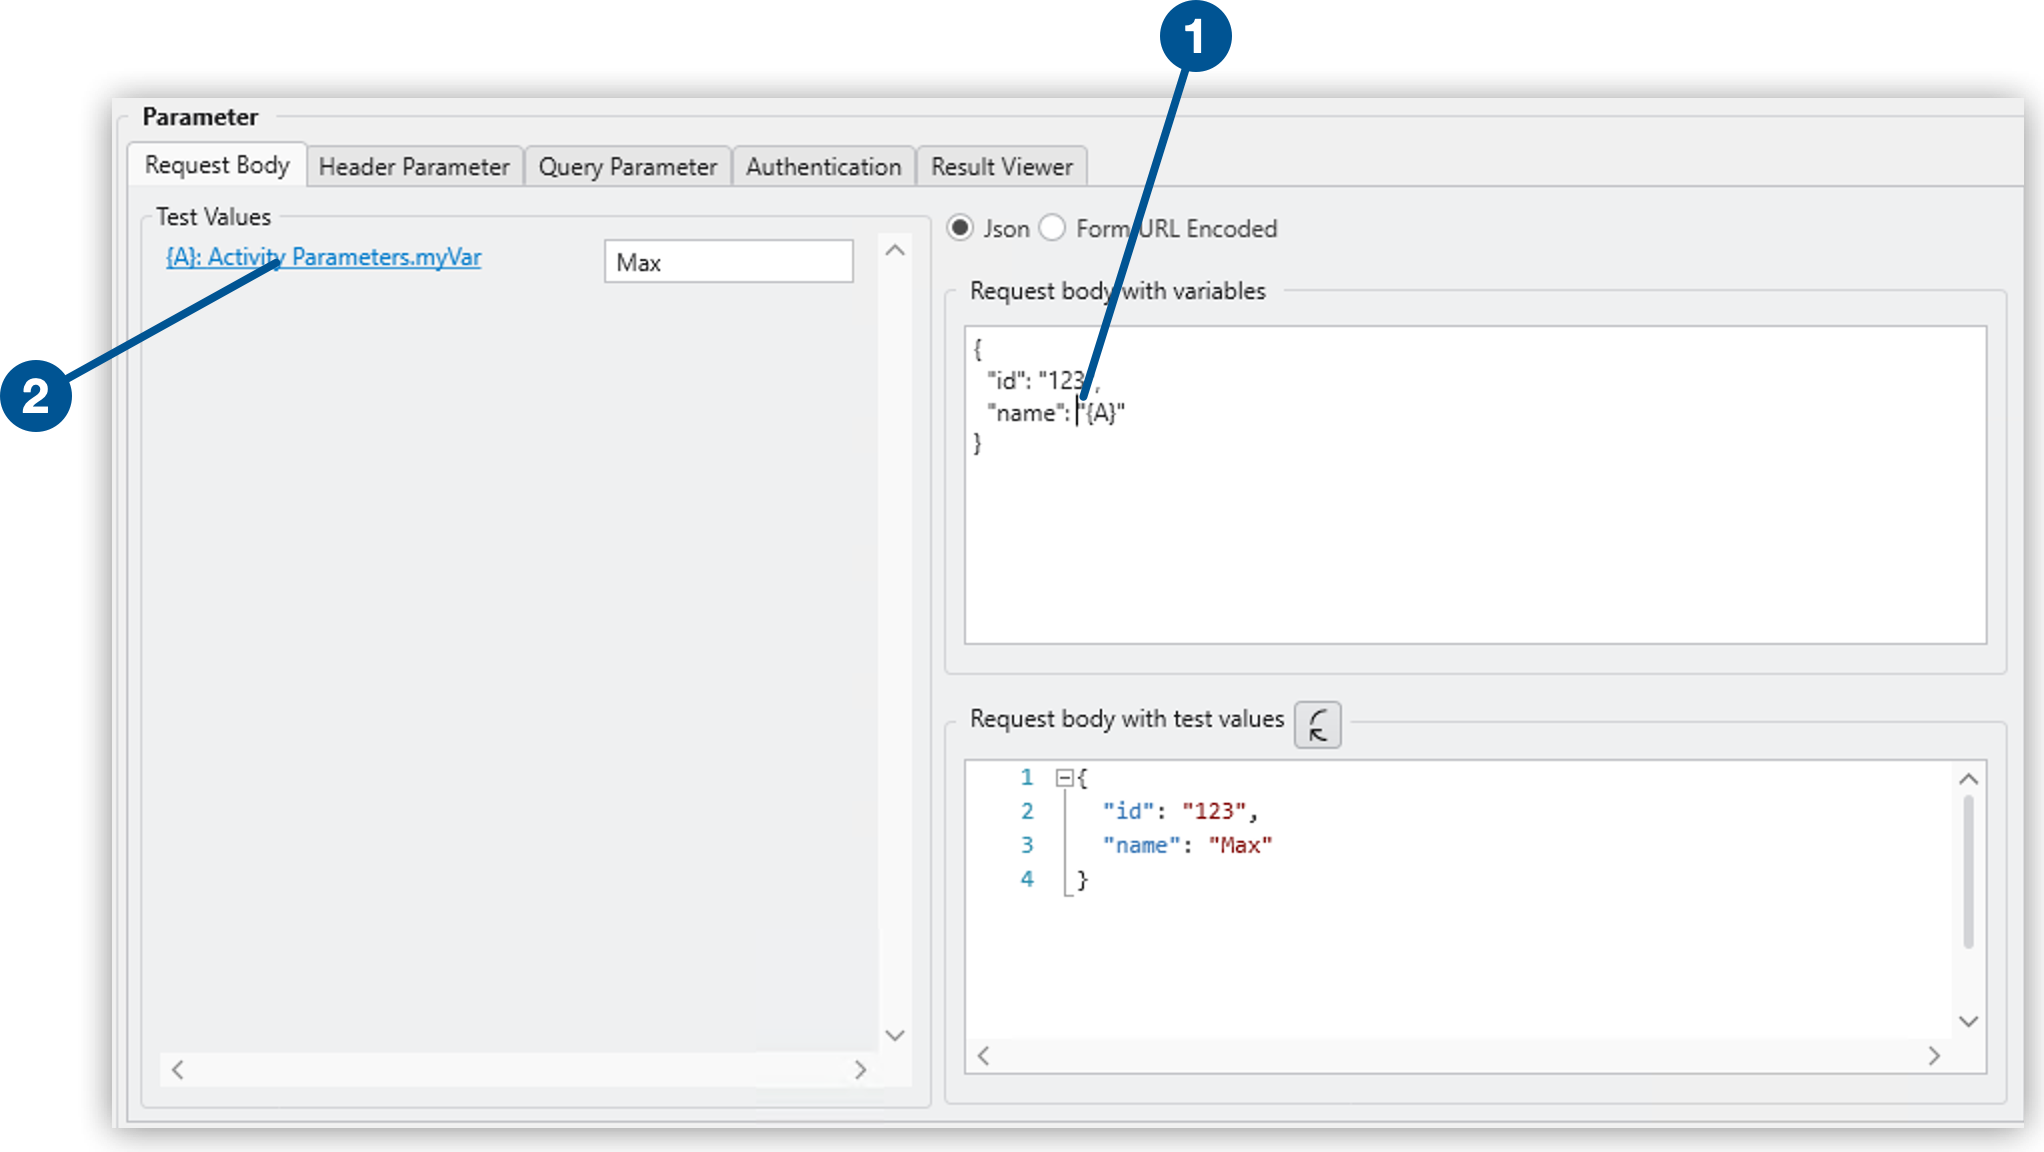 1
Parameter
Request Body Header Parameter Query Parameter Authentication Result Viewer
Test Values
{A}: Activity Parameters.myVar Max
2
Json Form URL Encoded
Request body with variables
{
"id": "123",
"name": "{A}"
}
Request body with test values
1 {
2 "id": "123",
3 "name": "Max"
4 }